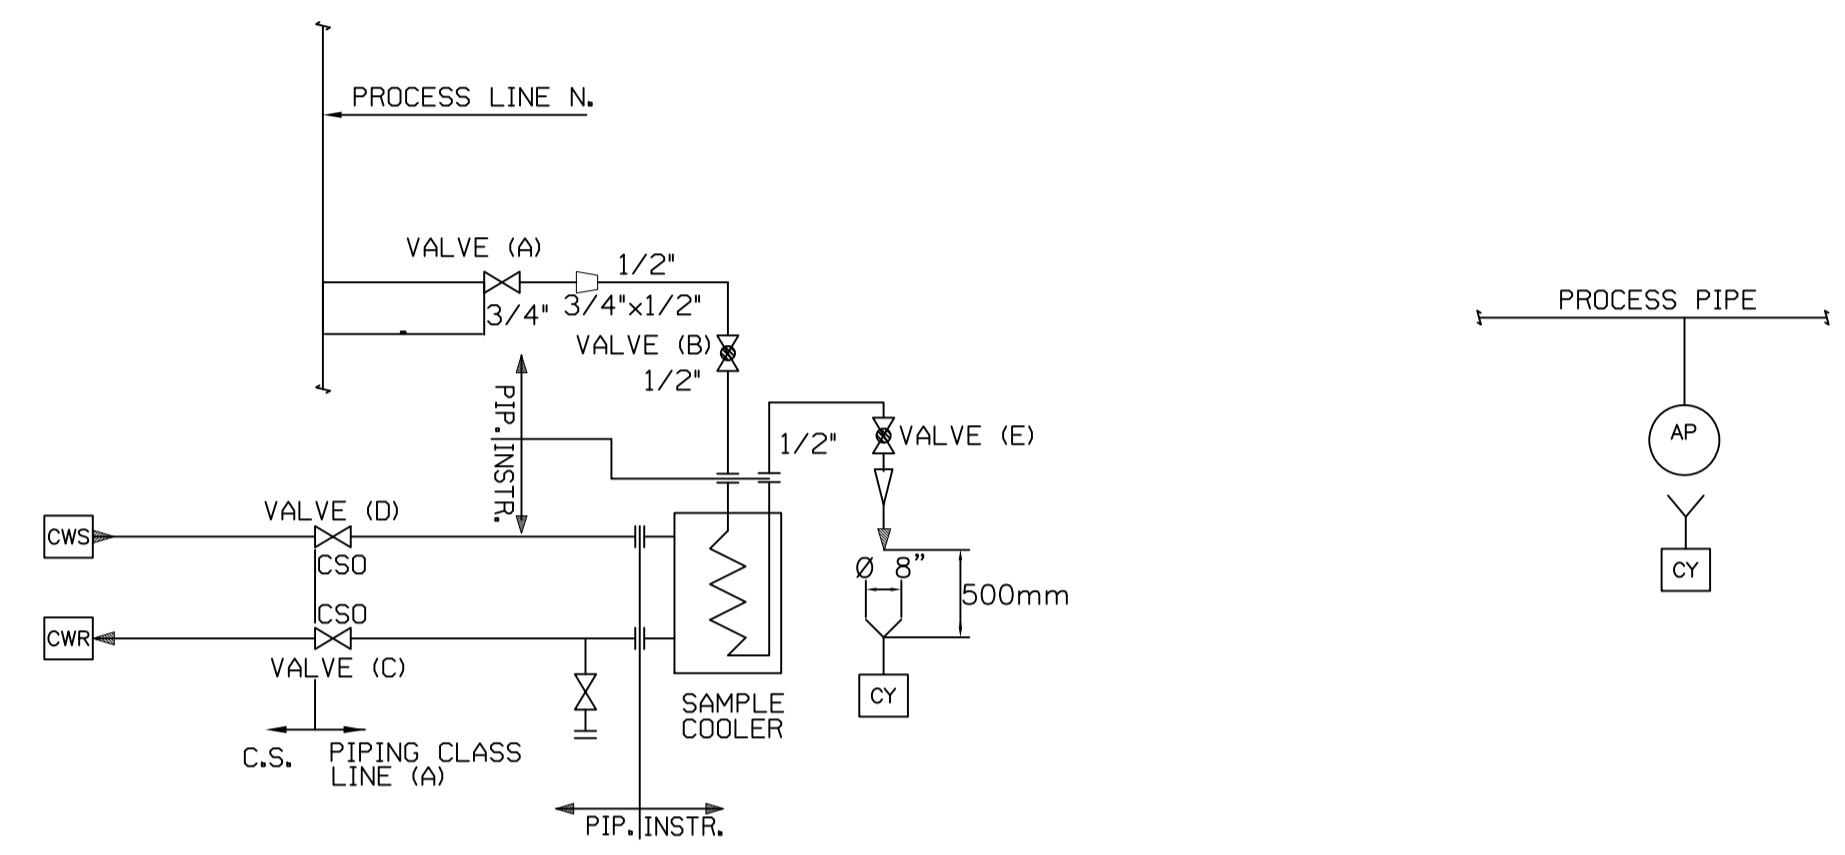 PROCESS LINE N.
VALVE (A)
1/2"
3/4"
3/4"x1/2"
VALVE (B)
1/2"
PIP. INSTR.
1/2"
VALVE (E)
VALVE (D)
CWS
CSO
CSO
CWR
VALVE (C)
Ø 8”
500mm
CY
SAMPLE
COOLER
C.S.
PIPING CLASS
LINE (A)
PIP. INSTR.
PROCESS PIPE
AP
CY